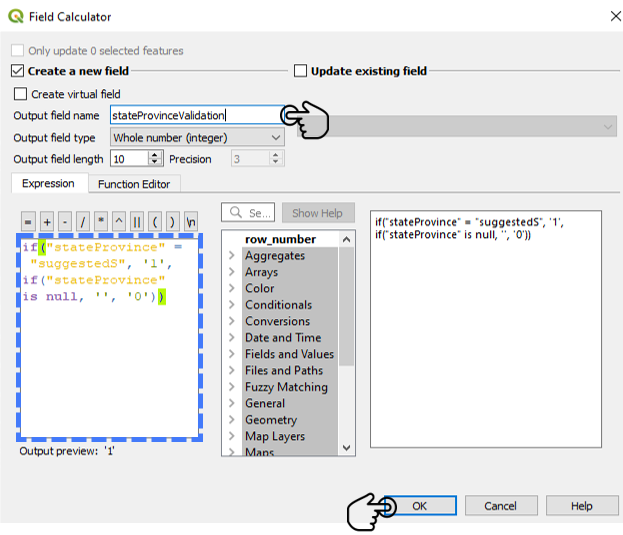 Field Calculator
Only update 0 selected features
Create a new field
Update existing field
Create virtual field
Output field name stateProvinceValidation
Output field type Whole number (integer)
Output field length 10 Precision 3
Expression Function Editor
= + - / * ^ || ( ) \n
Se... Show Help
if("stateProvince" =
"suggestedS", '1',
if("stateProvince"
is null, '', '0'))
row_number
Aggregates
Arrays
Color
Conditionals
Conversions
Date and Time
Fields and Values
Files and Paths
Fuzzy Matching
General
Geometry
Map Layers
Maps
if("stateProvince" = "suggestedS", '1',
if("stateProvince" is null, '', '0'))
Output preview: '1'
OK Cancel Help